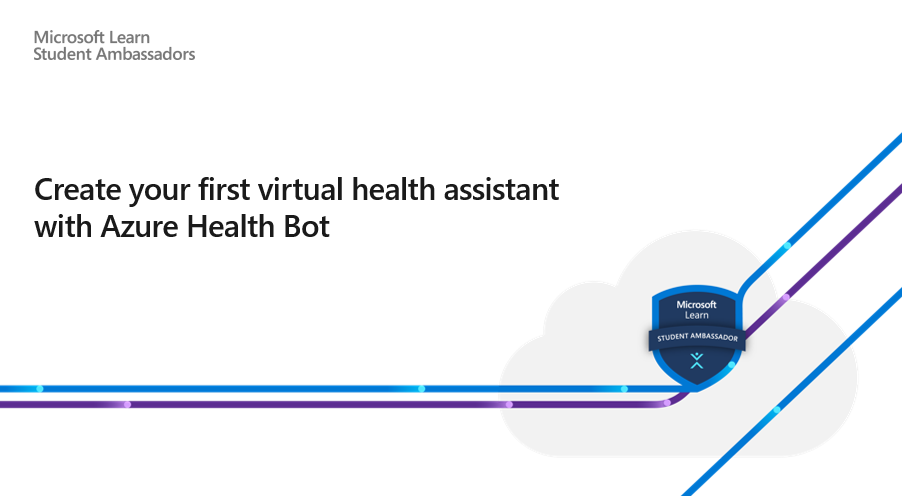 Microsoft Learn
Student Ambassadors
Create your first virtual health assistant
with Azure Health Bot
Microsoft
Learn
STUDENT AMBASSADOR